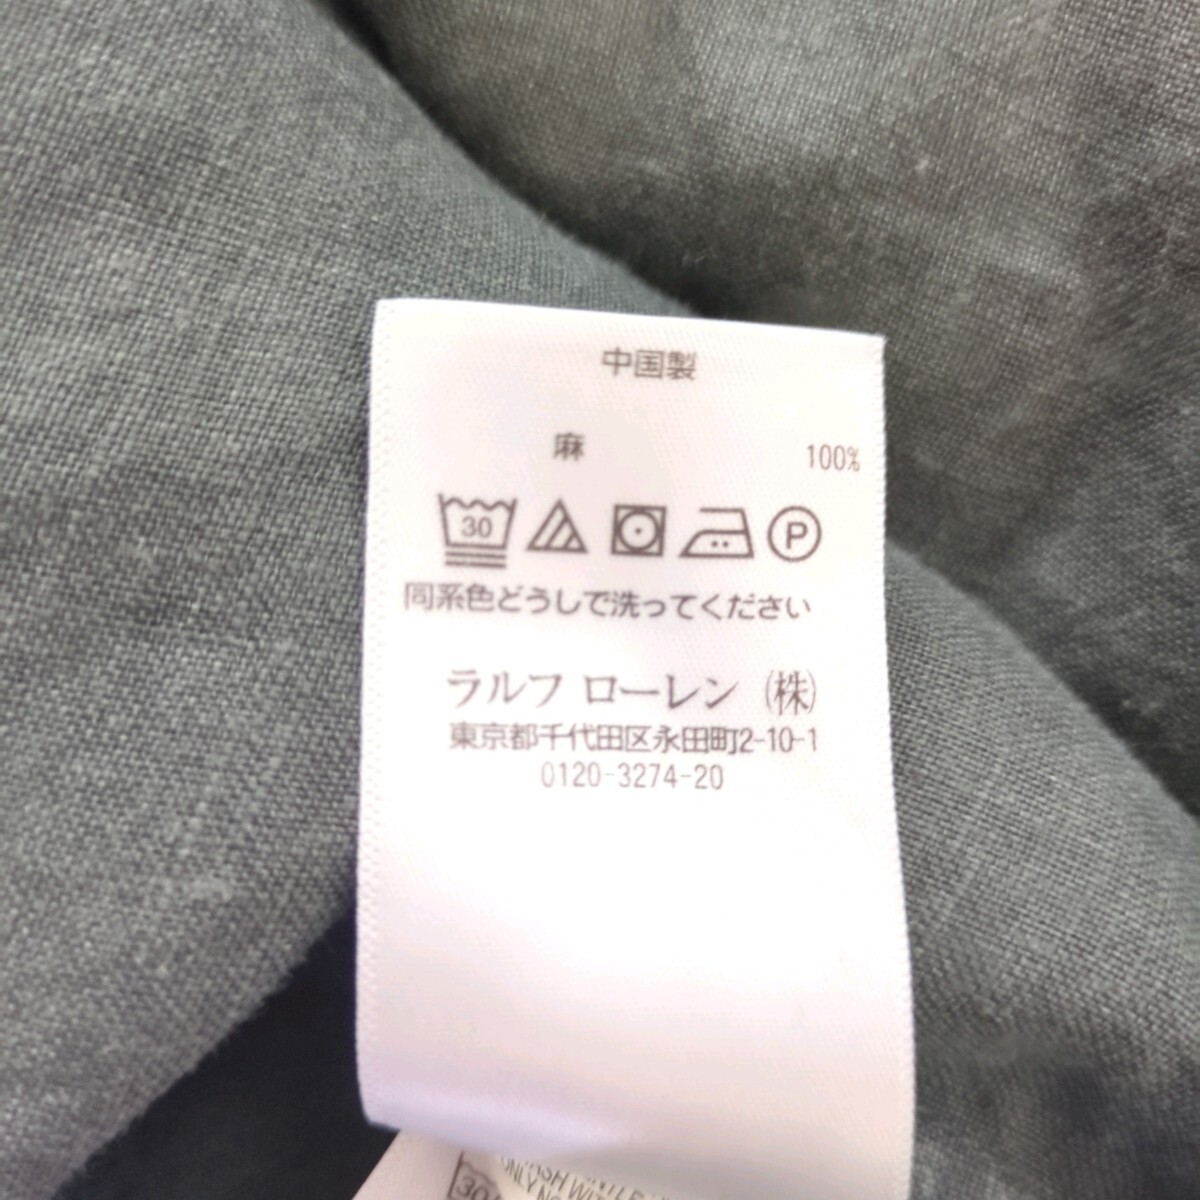 中国製
麻 100%
30 P
同系色どうしで洗ってください
ラルフ ローレン (株)
東京都千代田区永田町2-10-1
0120-3274-20
30
ONLY